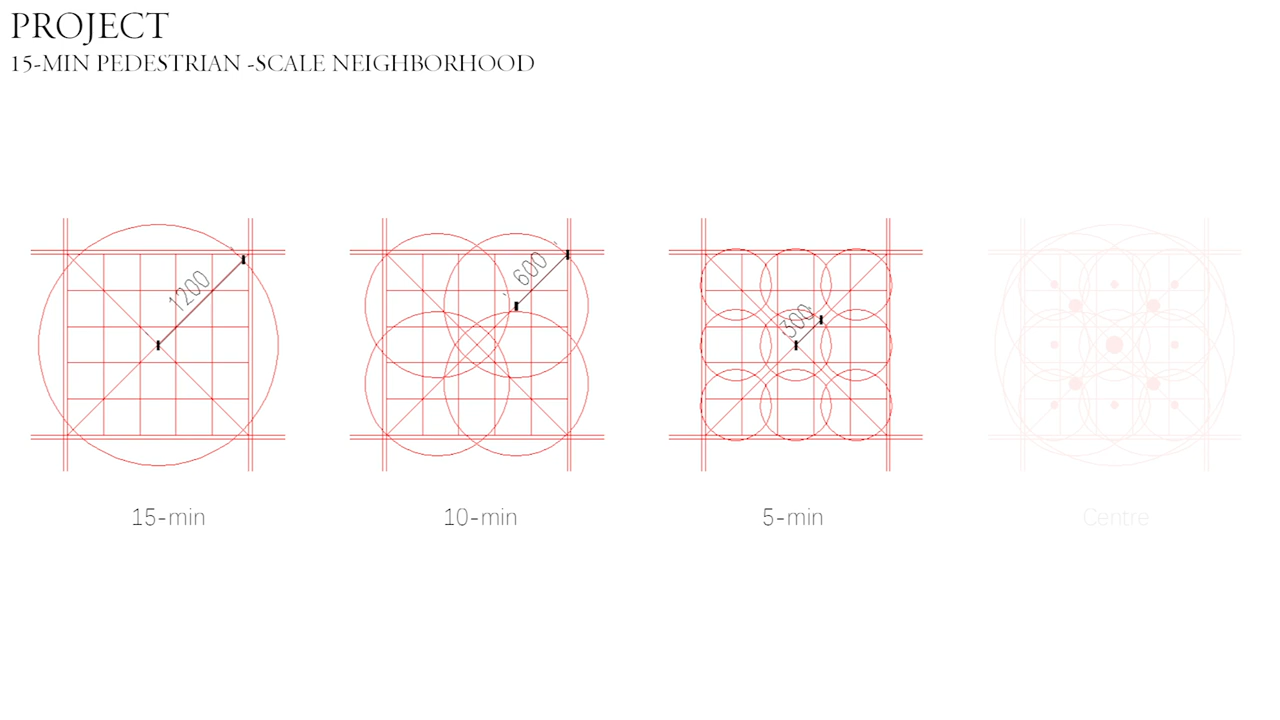 PROJECT
15-MIN PEDESTRIAN -SCALE NEIGHBORHOOD
1200
600
300
15-min
10-min
5-min
Centre